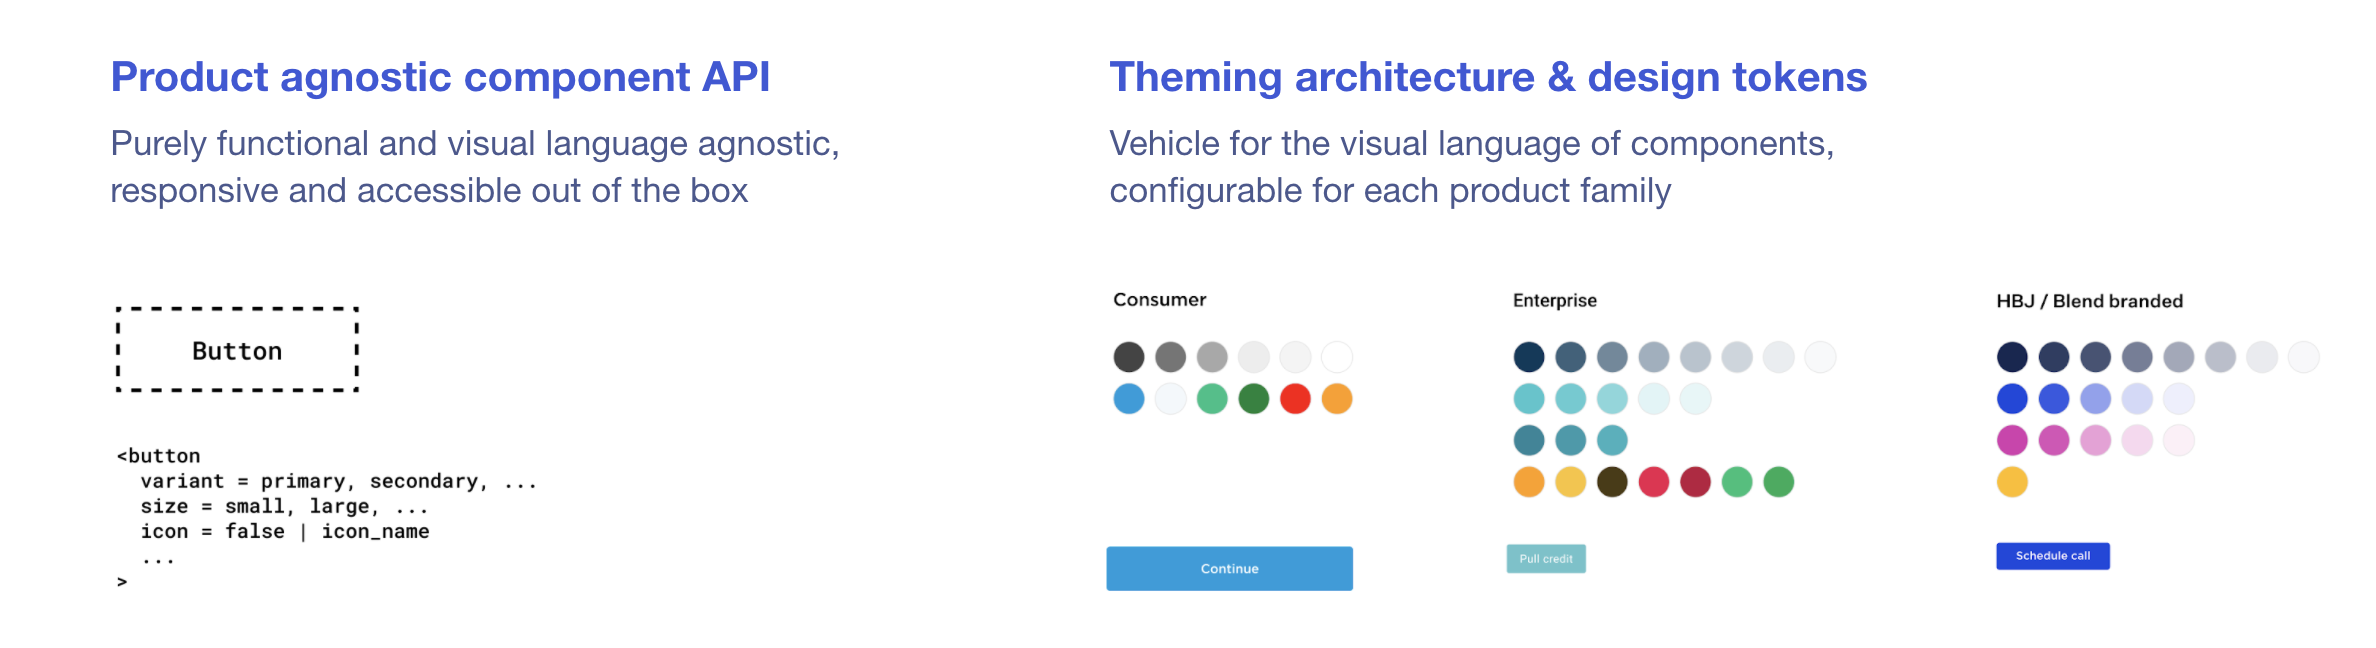 Product agnostic component API
Purely functional and visual language agnostic,
responsive and accessible out of the box
Button
<button
variant = primary, secondary, ...
size = small, large, ...
icon = false | icon_name
...
>
Theming architecture & design tokens
Vehicle for the visual language of components,
configurable for each product family
Consumer
Continue
Enterprise
Pull credit
HBJ / Blend branded
Schedule call